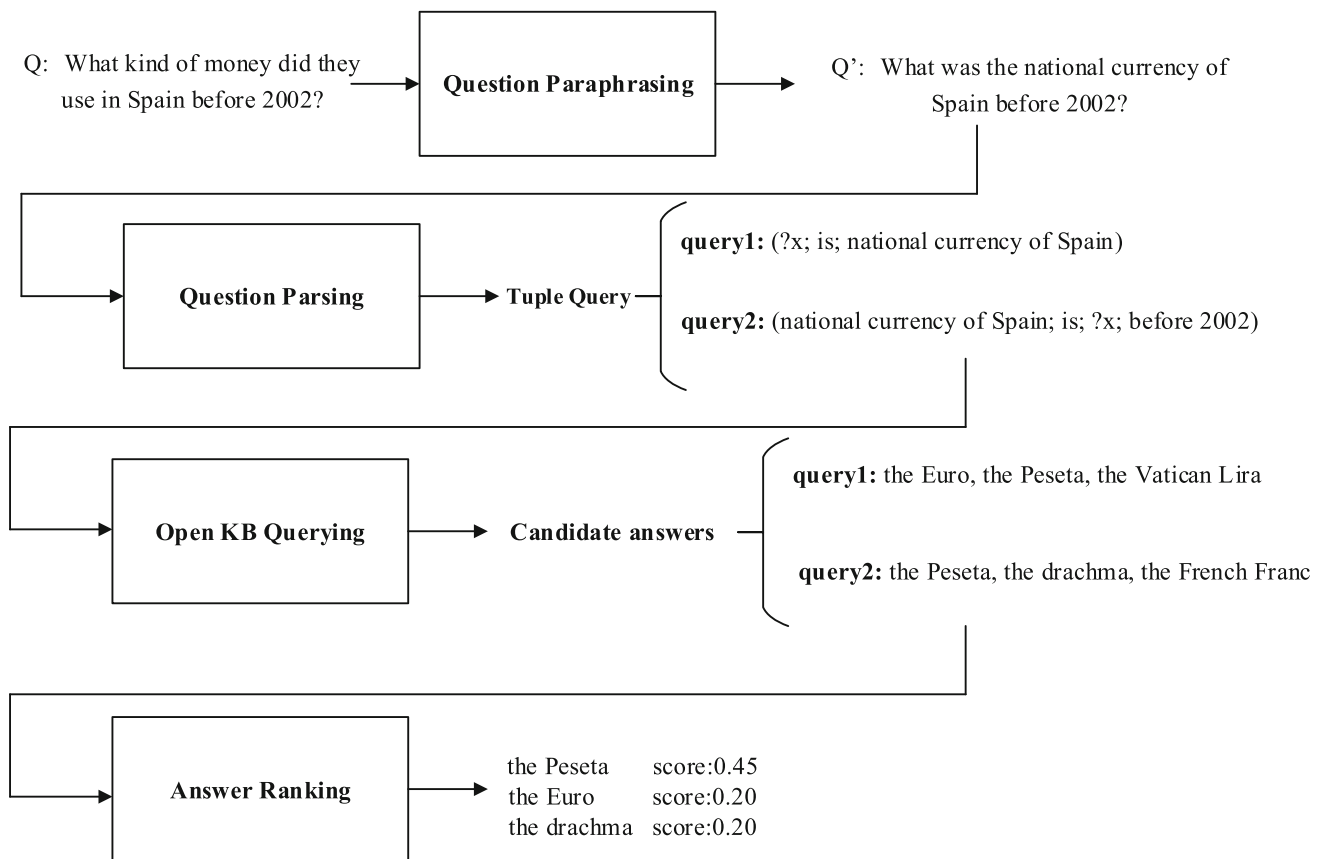 Q: What kind of money did they
use in Spain before 2002?
Question Paraphrasing
Q’: What was the national currency of
Spain before 2002?
Question Parsing
Tuple Query
query1: (?x; is; national currency of Spain)
query2: (national currency of Spain; is; ?x; before 2002)
Open KB Querying
Candidate answers
query1: the Euro, the Peseta, the Vatican Lira
query2: the Peseta, the drachma, the French Franc
Answer Ranking
the Peseta score:0.45
the Euro score:0.20
the drachma score:0.20